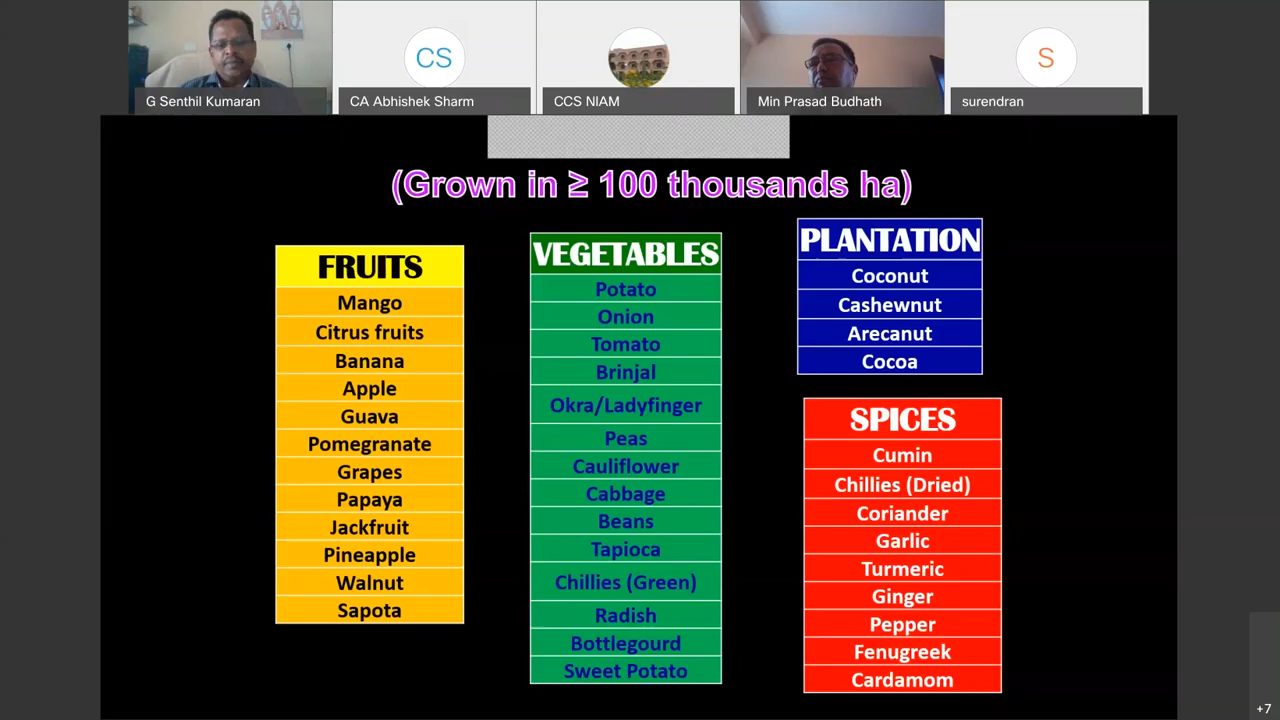 CS
S
G Senthil Kumaran
CA Abhishek Sharm
CCS NIAM
Min Prasad Budhath
surendran
(Grown in ≥ 100 thousands ha)
FRUITS
Mango
Citrus fruits
Banana
Apple
Guava
Pomegranate
Grapes
Papaya
Jackfruit
Pineapple
Walnut
Sapota
VEGETABLES
Potato
Onion
Tomato
Brinjal
Okra/Ladyfinger
Peas
Cauliflower
Cabbage
Beans
Tapioca
Chillies (Green)
Radish
Bottlegourd
Sweet Potato
PLANTATION
Coconut
Cashewnut
Arecanut
Cocoa
SPICES
Cumin
Chillies (Dried)
Coriander
Garlic
Turmeric
Ginger
Pepper
Fenugreek
Cardamom
+7